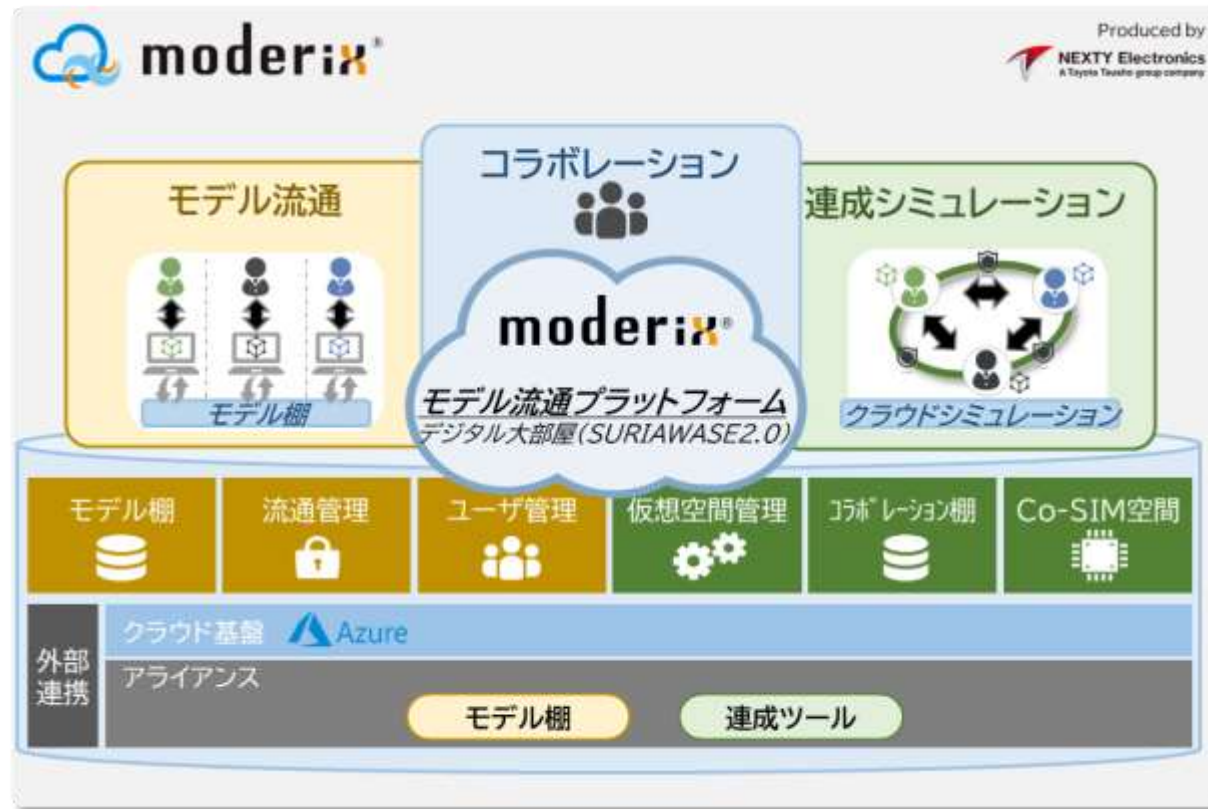 moderix®
Produced by
NEXTY Electronics
A Toyota Tsusho group company
コラボレーション
モデル流通
連成シミュレーション
moderix®
モデル流通プラットフォーム
デジタル大部屋(SURIAWASE2.0)
モデル棚
クラウドシミュレーション
モデル棚
流通管理
ユーザ管理
仮想空間管理
コラボレーション棚
Co-SIM空間
外部
連携
クラウド基盤 Azure
アライアンス
モデル棚
連成ツール